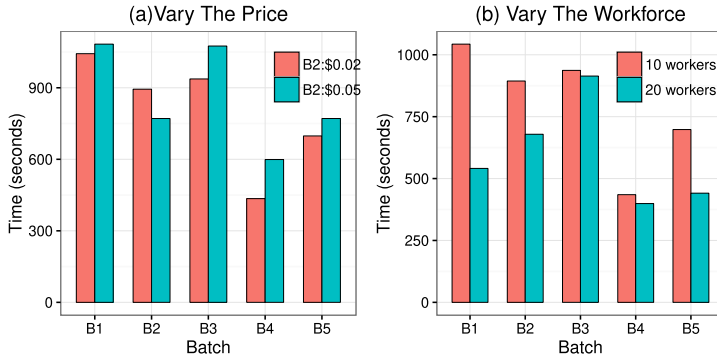 (a)Vary The Price
Time (seconds)
900
600
300
0
B2:$0.02
B2:$0.05
B1 B2 B3 B4 B5
Batch
(b) Vary The Workforce
Time (seconds)
1000
750
500
250
0
10 workers
20 workers
B1 B2 B3 B4 B5
Batch